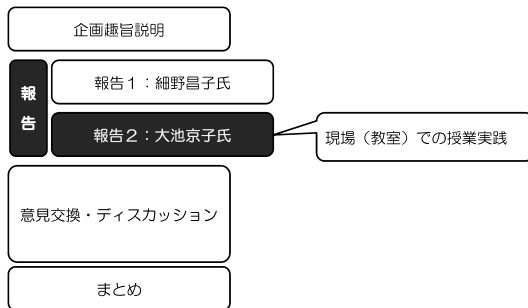 企画趣旨説明
報告
報告１：細野昌子氏
報告２：大池京子氏
現場（教室）での授業実践
意見交換・ディスカッション
まとめ